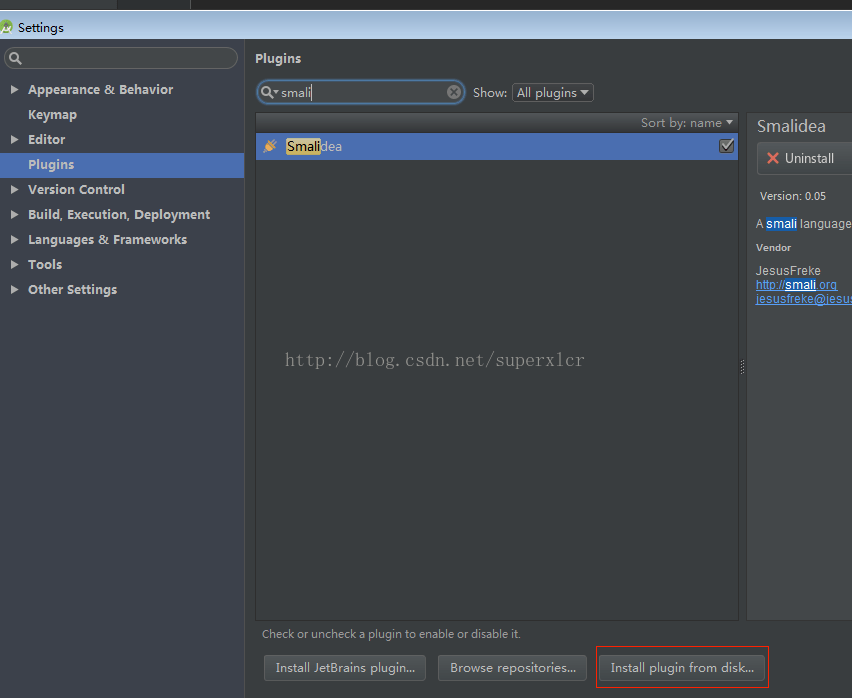 Settings
Plugins
smali
Show: All plugins
Appearance & Behavior
Keymap
Editor
Plugins
Version Control
Build, Execution, Deployment
Languages & Frameworks
Tools
Other Settings
Sort by: name
Smalidea
Smalidea
Uninstall
Version: 0.05
A smali language
Vendor
JesusFreke
http://smali.org
jesusfreke@jesus
http://blog.csdn.net/superxlcr
Check or uncheck a plugin to enable or disable it.
Install JetBrains plugin...
Browse repositories...
Install plugin from disk...